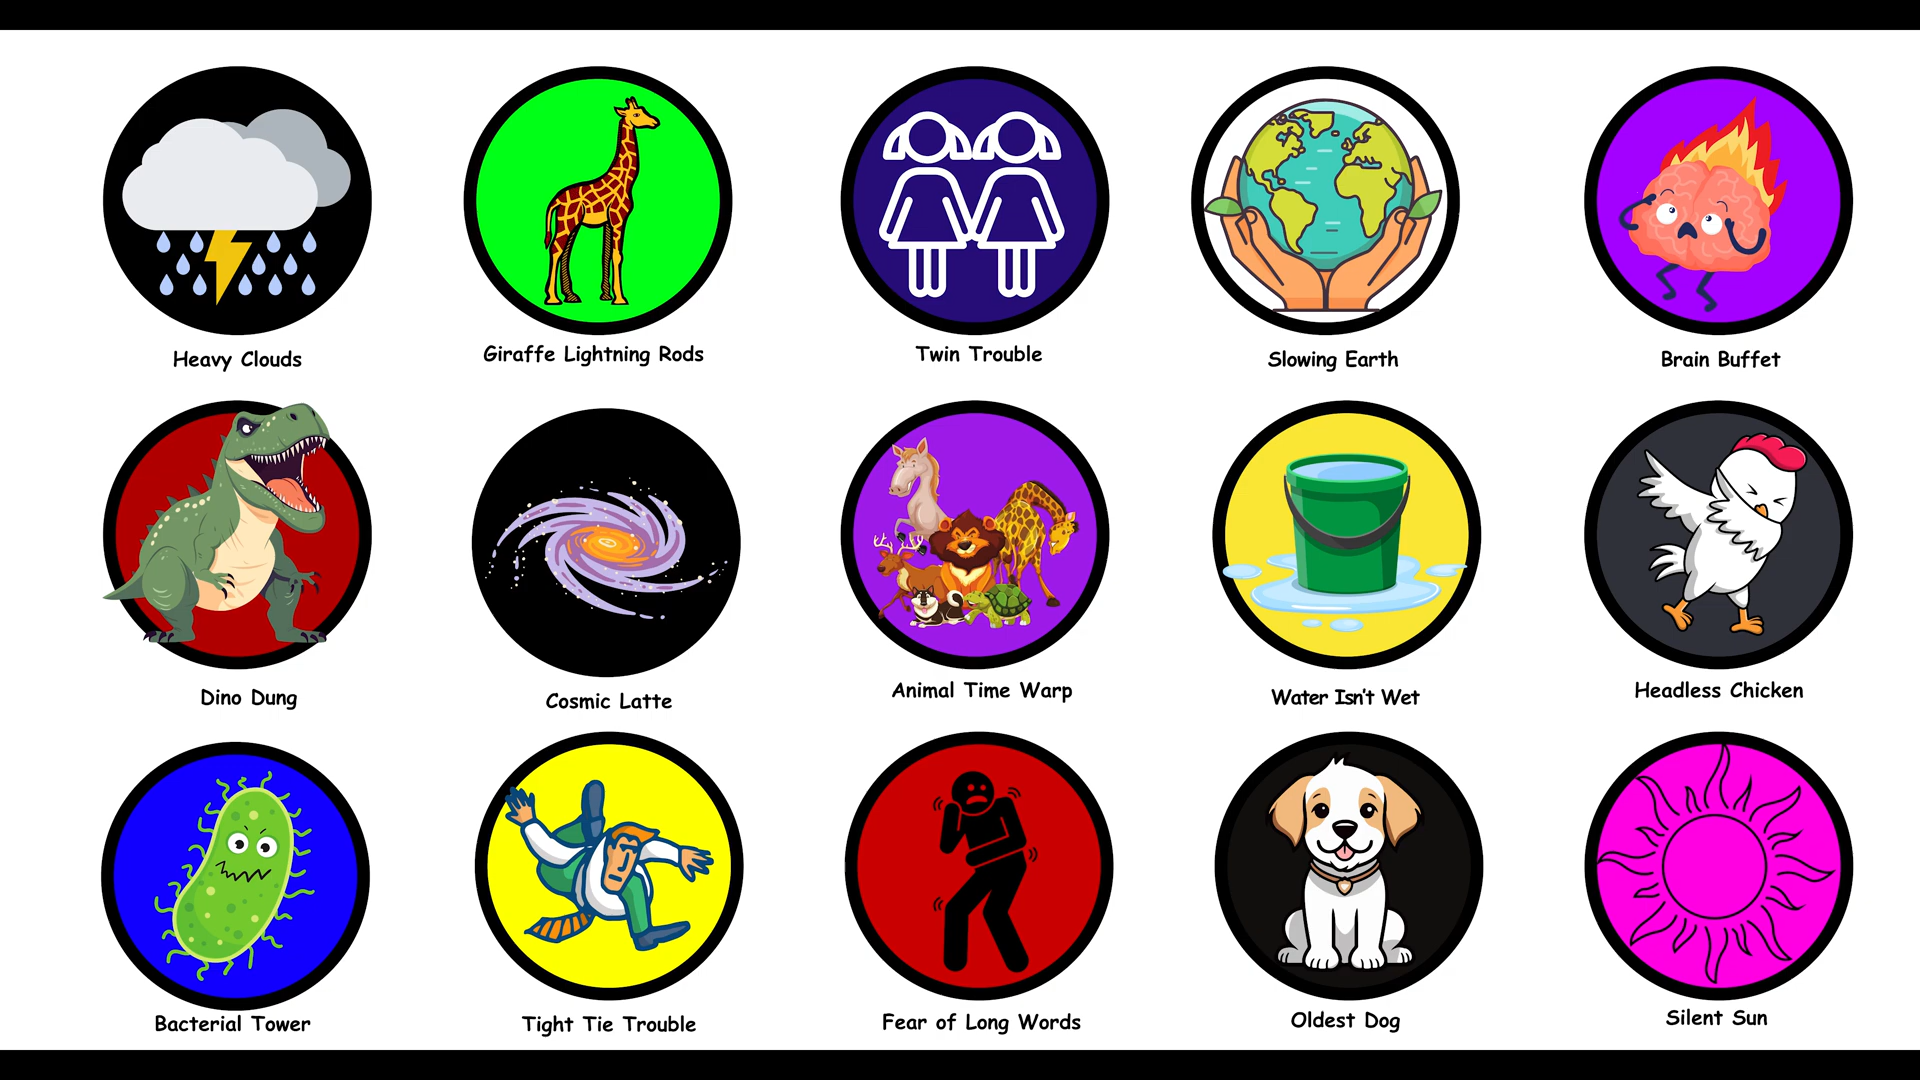 Heavy Clouds
Giraffe Lightning Rods
Twin Trouble
Slowing Earth
Brain Buffet
Dino Dung
Cosmic Latte
Animal Time Warp
Water Isn't Wet
Headless Chicken
Bacterial Tower
Tight Tie Trouble
Fear of Long Words
Oldest Dog
Silent Sun